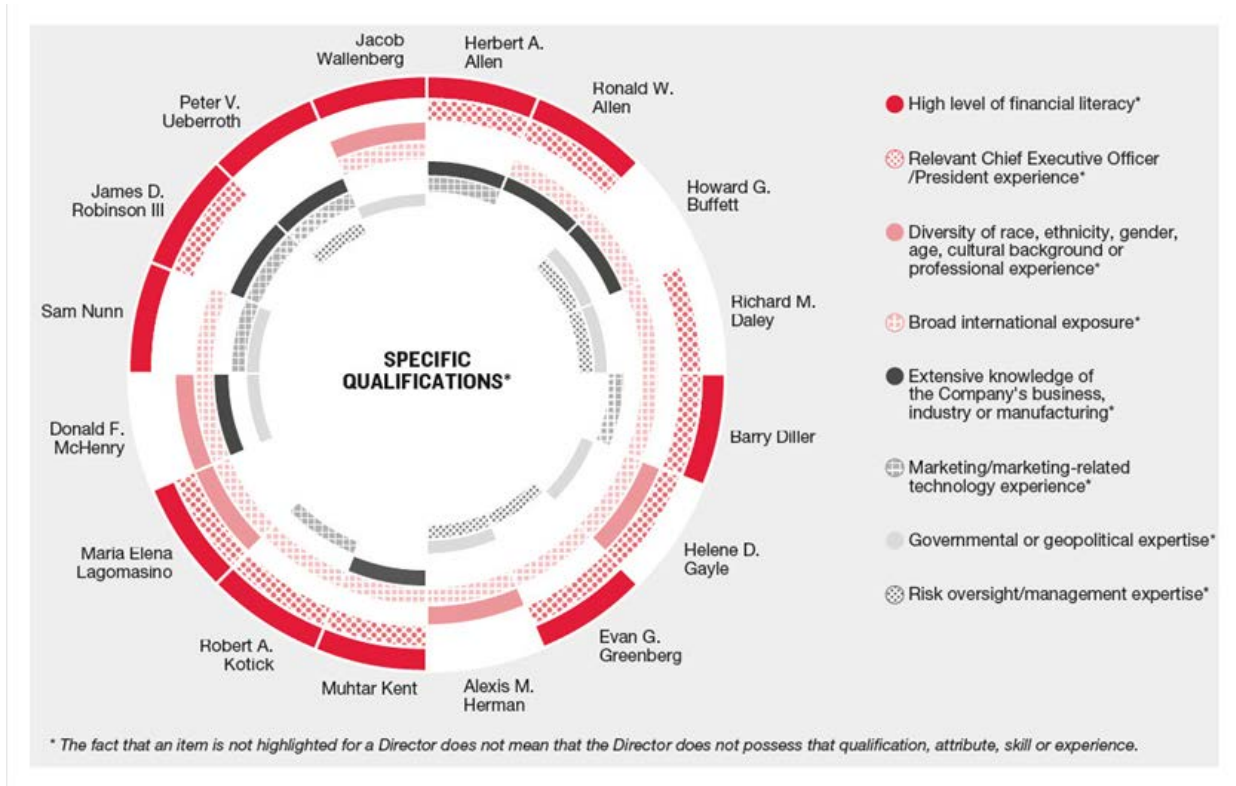 Jacob
Wallenberg
Herbert A.
Allen
Ronald W.
Allen
Howard G.
Buffett
Richard M.
Daley
Barry Diller
Helene D.
Gayle
Evan G.
Greenberg
Alexis M.
Herman
Muhtar Kent
Robert A.
Kotick
Maria Elena
Lagomasino
Donald F.
McHenry
Sam Nunn
James D.
Robinson III
Peter V.
Ueberroth
SPECIFIC
QUALIFICATIONS*
High level of financial literacy*
Relevant Chief Executive Officer
/President experience*
Diversity of race, ethnicity, gender,
age, cultural background or
professional experience*
Broad international exposure*
Extensive knowledge of
the Company's business,
industry or manufacturing*
Marketing/marketing-related
technology experience*
Governmental or geopolitical expertise*
Risk oversight/management expertise*
* The fact that an item is not highlighted for a Director does not mean that the Director does not possess that qualification, attribute, skill or experience.